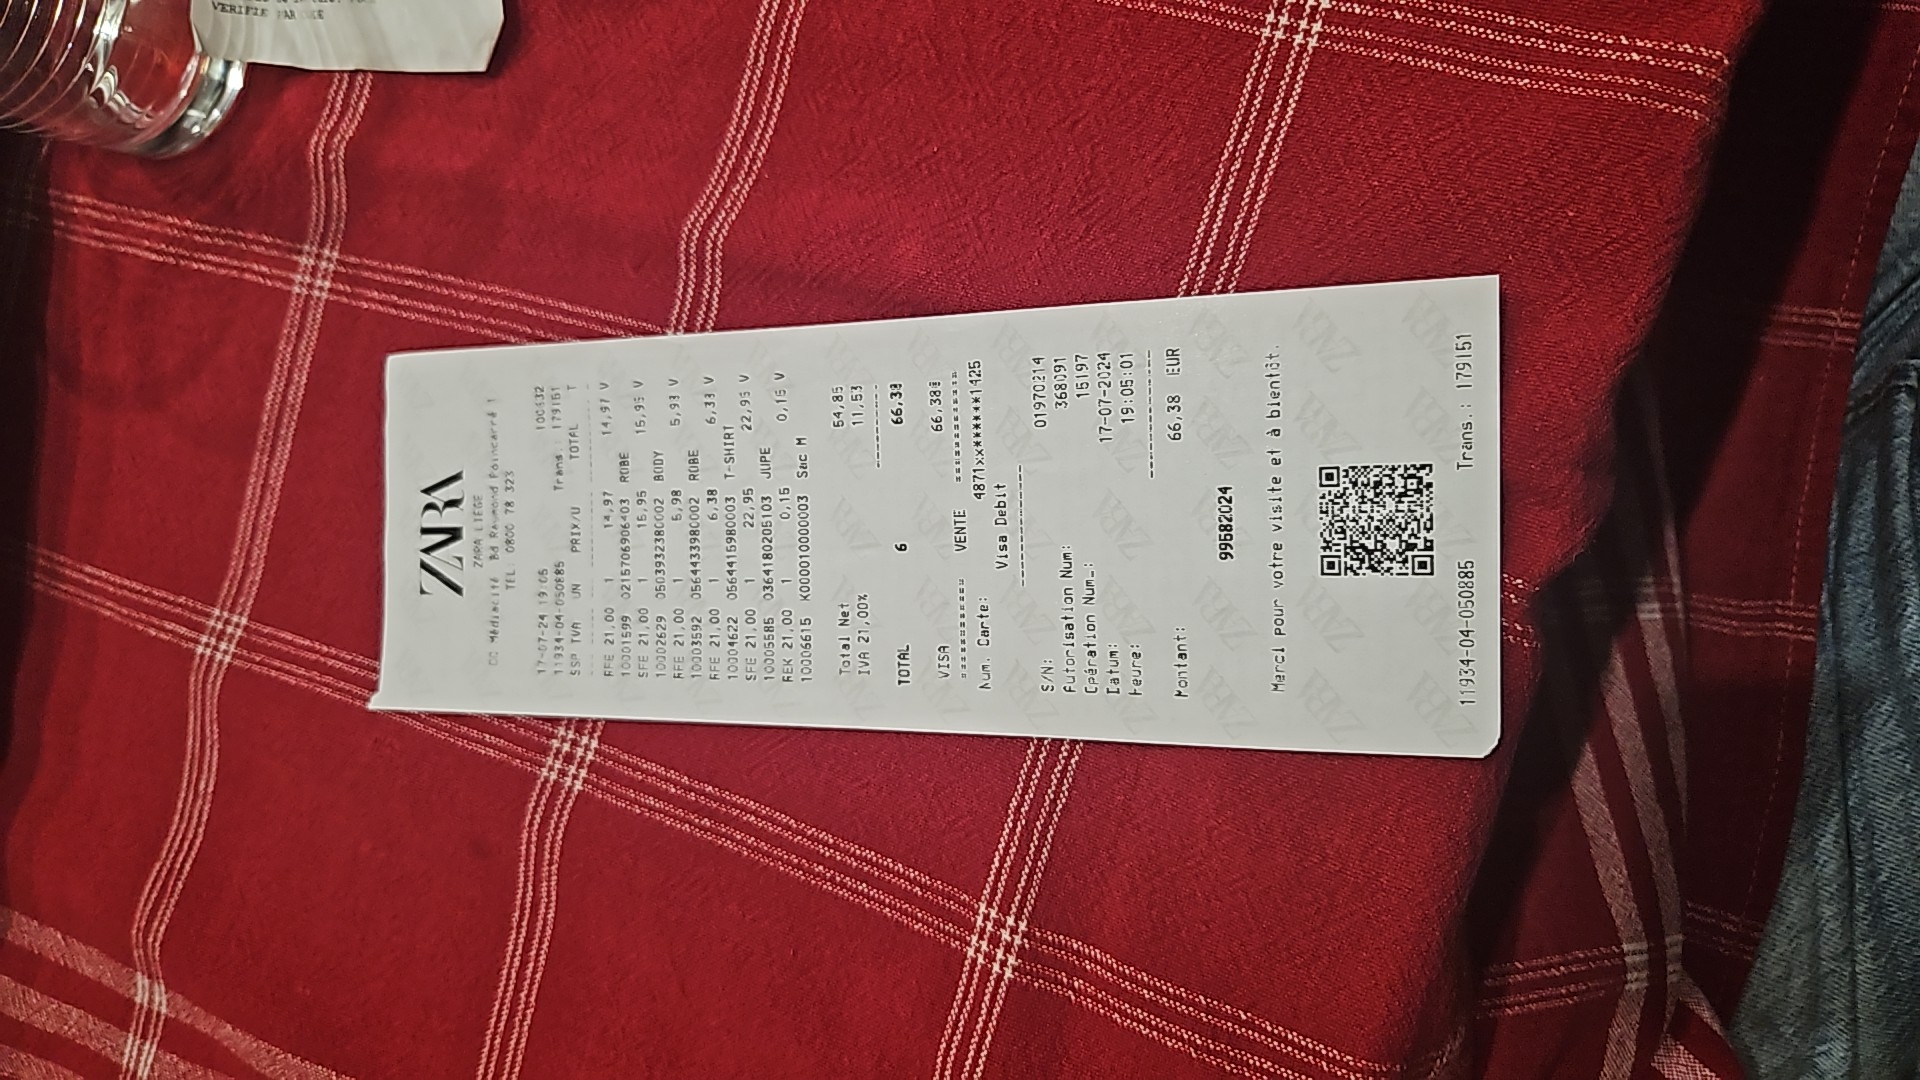 VERIFIE PAR
ZARA
ZARA LIEGE
CC Médiacité Bd Raymond Poincarré 1
TEL: 0800 78 323
17-07-24 19:05 100432
11934-04-050885 Trans.: 179151
SSP TVA UN PRIX/U TOTAL T
RFE 21,00 1 14,97 14,97 V
10001599 0215706906403 ROBE
SFE 21,00 1 15,95 15,95 V
10002629 0503932380002 BODY
RFE 21,00 1 5,98 5,98 V
10003592 0564433980002 ROBE
RFE 21,00 1 6,38 6,38 V
10004622 0564415980003 T-SHIRT
SFE 21,00 1 22,95 22,95 V
10005585 0364180205103 JUPE
REK 21,00 1 0,15 0,15 V
10006615 K0000100000003 Sac M
Total Net 54,85
IVA 21,00% 11,53
TOTAL 6 66,38
VISA 66,38
========= VENTE ===========
Num. Carte: 4871********1425
Visa Debit
S/N: 01970214
Autorisation Num: 368091
Opération Num.: 15197
Datum: 17-07-2024
Heure: 19:05:01
Montant: 66,38 EUR
99582024
Merci pour votre visite et à bientôt.
11934-04-050885 Trans.: 179151